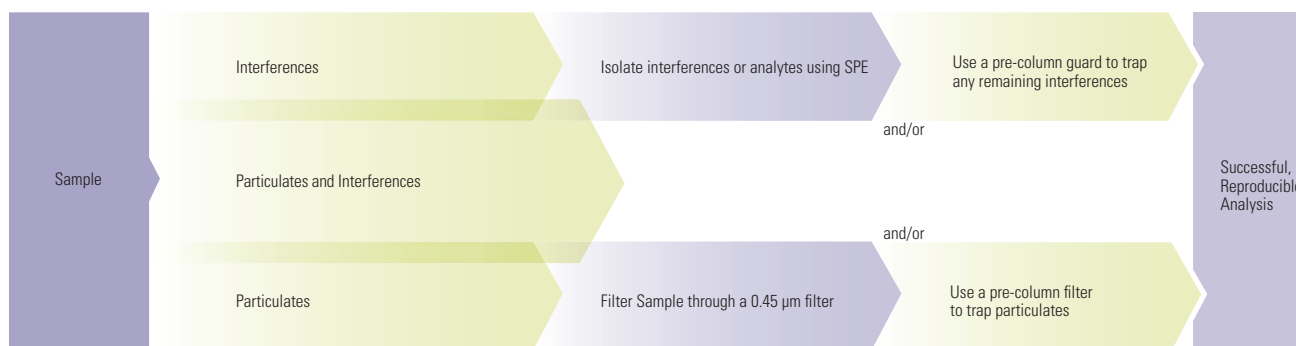 Interferences
Isolate interferences or analytes using SPE
Use a pre-column guard to trap
any remaining interferences
and/or
Sample
Particulates and Interferences
Successful,
Reproducible
Analysis
and/or
Particulates
Filter Sample through a 0.45 µm filter
Use a pre-column filter
to trap particulates